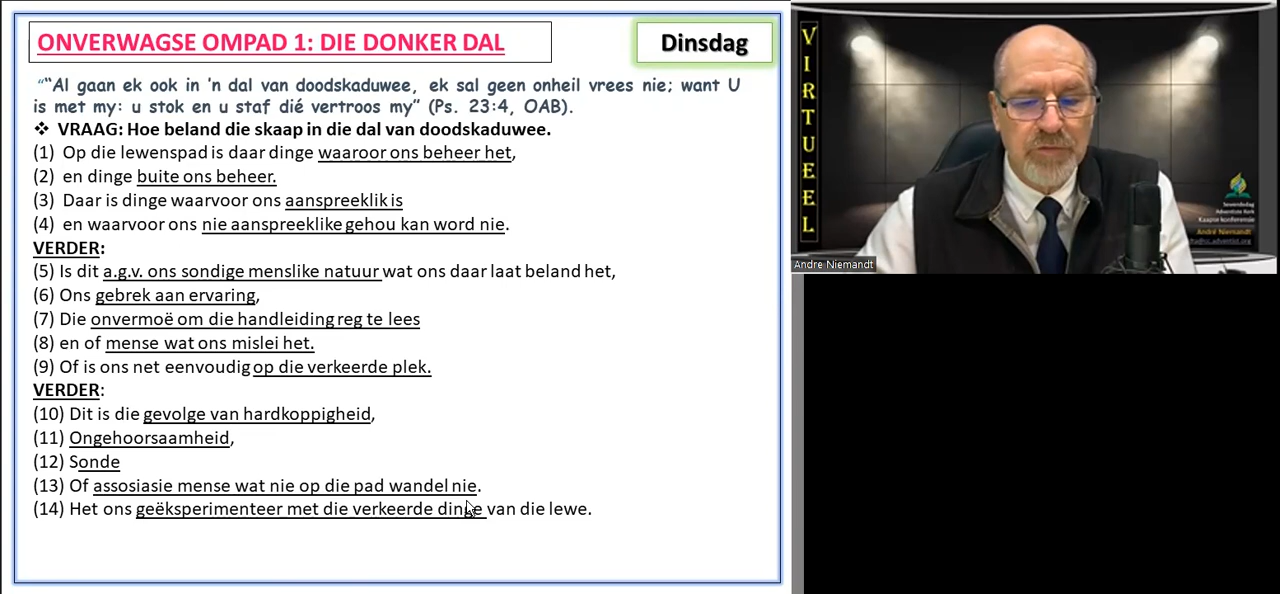 ONVERWAGSE OMPAD 1: DIE DONKER DAL
Dinsdag
““Al gaan ek ook in 'n dal van doodskaduwee, ek sal geen onheil vrees nie; want U
is met my: u stok en u staf dié vertroos my” (Ps. 23:4, OAB).
❖ VRAAG: Hoe beland die skaap in die dal van doodskaduwee.
(1) Op die lewenspad is daar dinge waaroor ons beheer het,
(2) en dinge buite ons beheer.
(3) Daar is dinge waarvoor ons aanspreeklik is
(4) en waarvoor ons nie aanspreeklike gehou kan word nie.
VERDER:
(5) Is dit a.g.v. ons sondige menslike natuur wat ons daar laat beland het,
(6) Ons gebrek aan ervaring,
(7) Die onvermoë om die handleiding reg te lees
(8) en of mense wat ons mislei het.
(9) Of is ons net eenvoudig op die verkeerde plek.
VERDER:
(10) Dit is die gevolge van hardkoppigheid,
(11) Ongehoorsaamheid,
(12) Sonde
(13) Of assosiasie mense wat nie op die pad wandel nie.
(14) Het ons geëksperimenteer met die verkeerde dinge van die lewe.
VIRTUEEL
Sewendedag
Adventiste Kerk
Kaapse konferensie
André Niemandt
Andre Niemandt